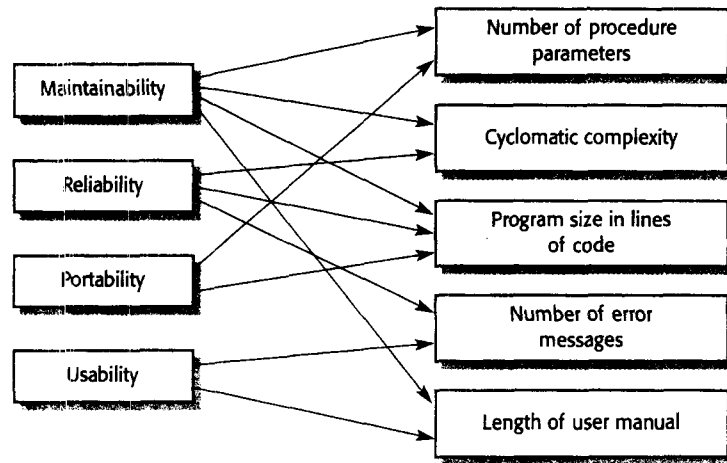 Maintainability
Reliability
Portability
Usability
Number of procedure
parameters
Cyclomatic complexity
Program size in lines
of code
Number of error
messages
Length of user manual